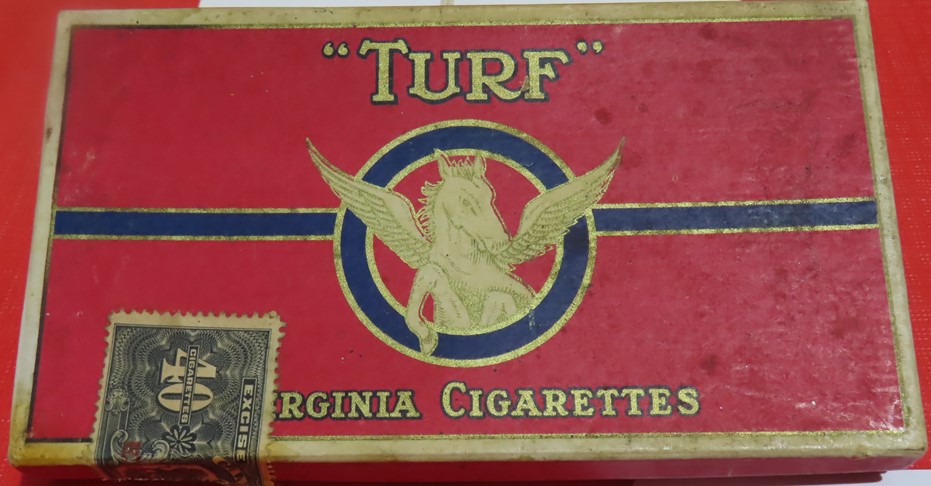 "TURF"
RGINIA CIGARETTES
40
CIGARETTES
EXCISE